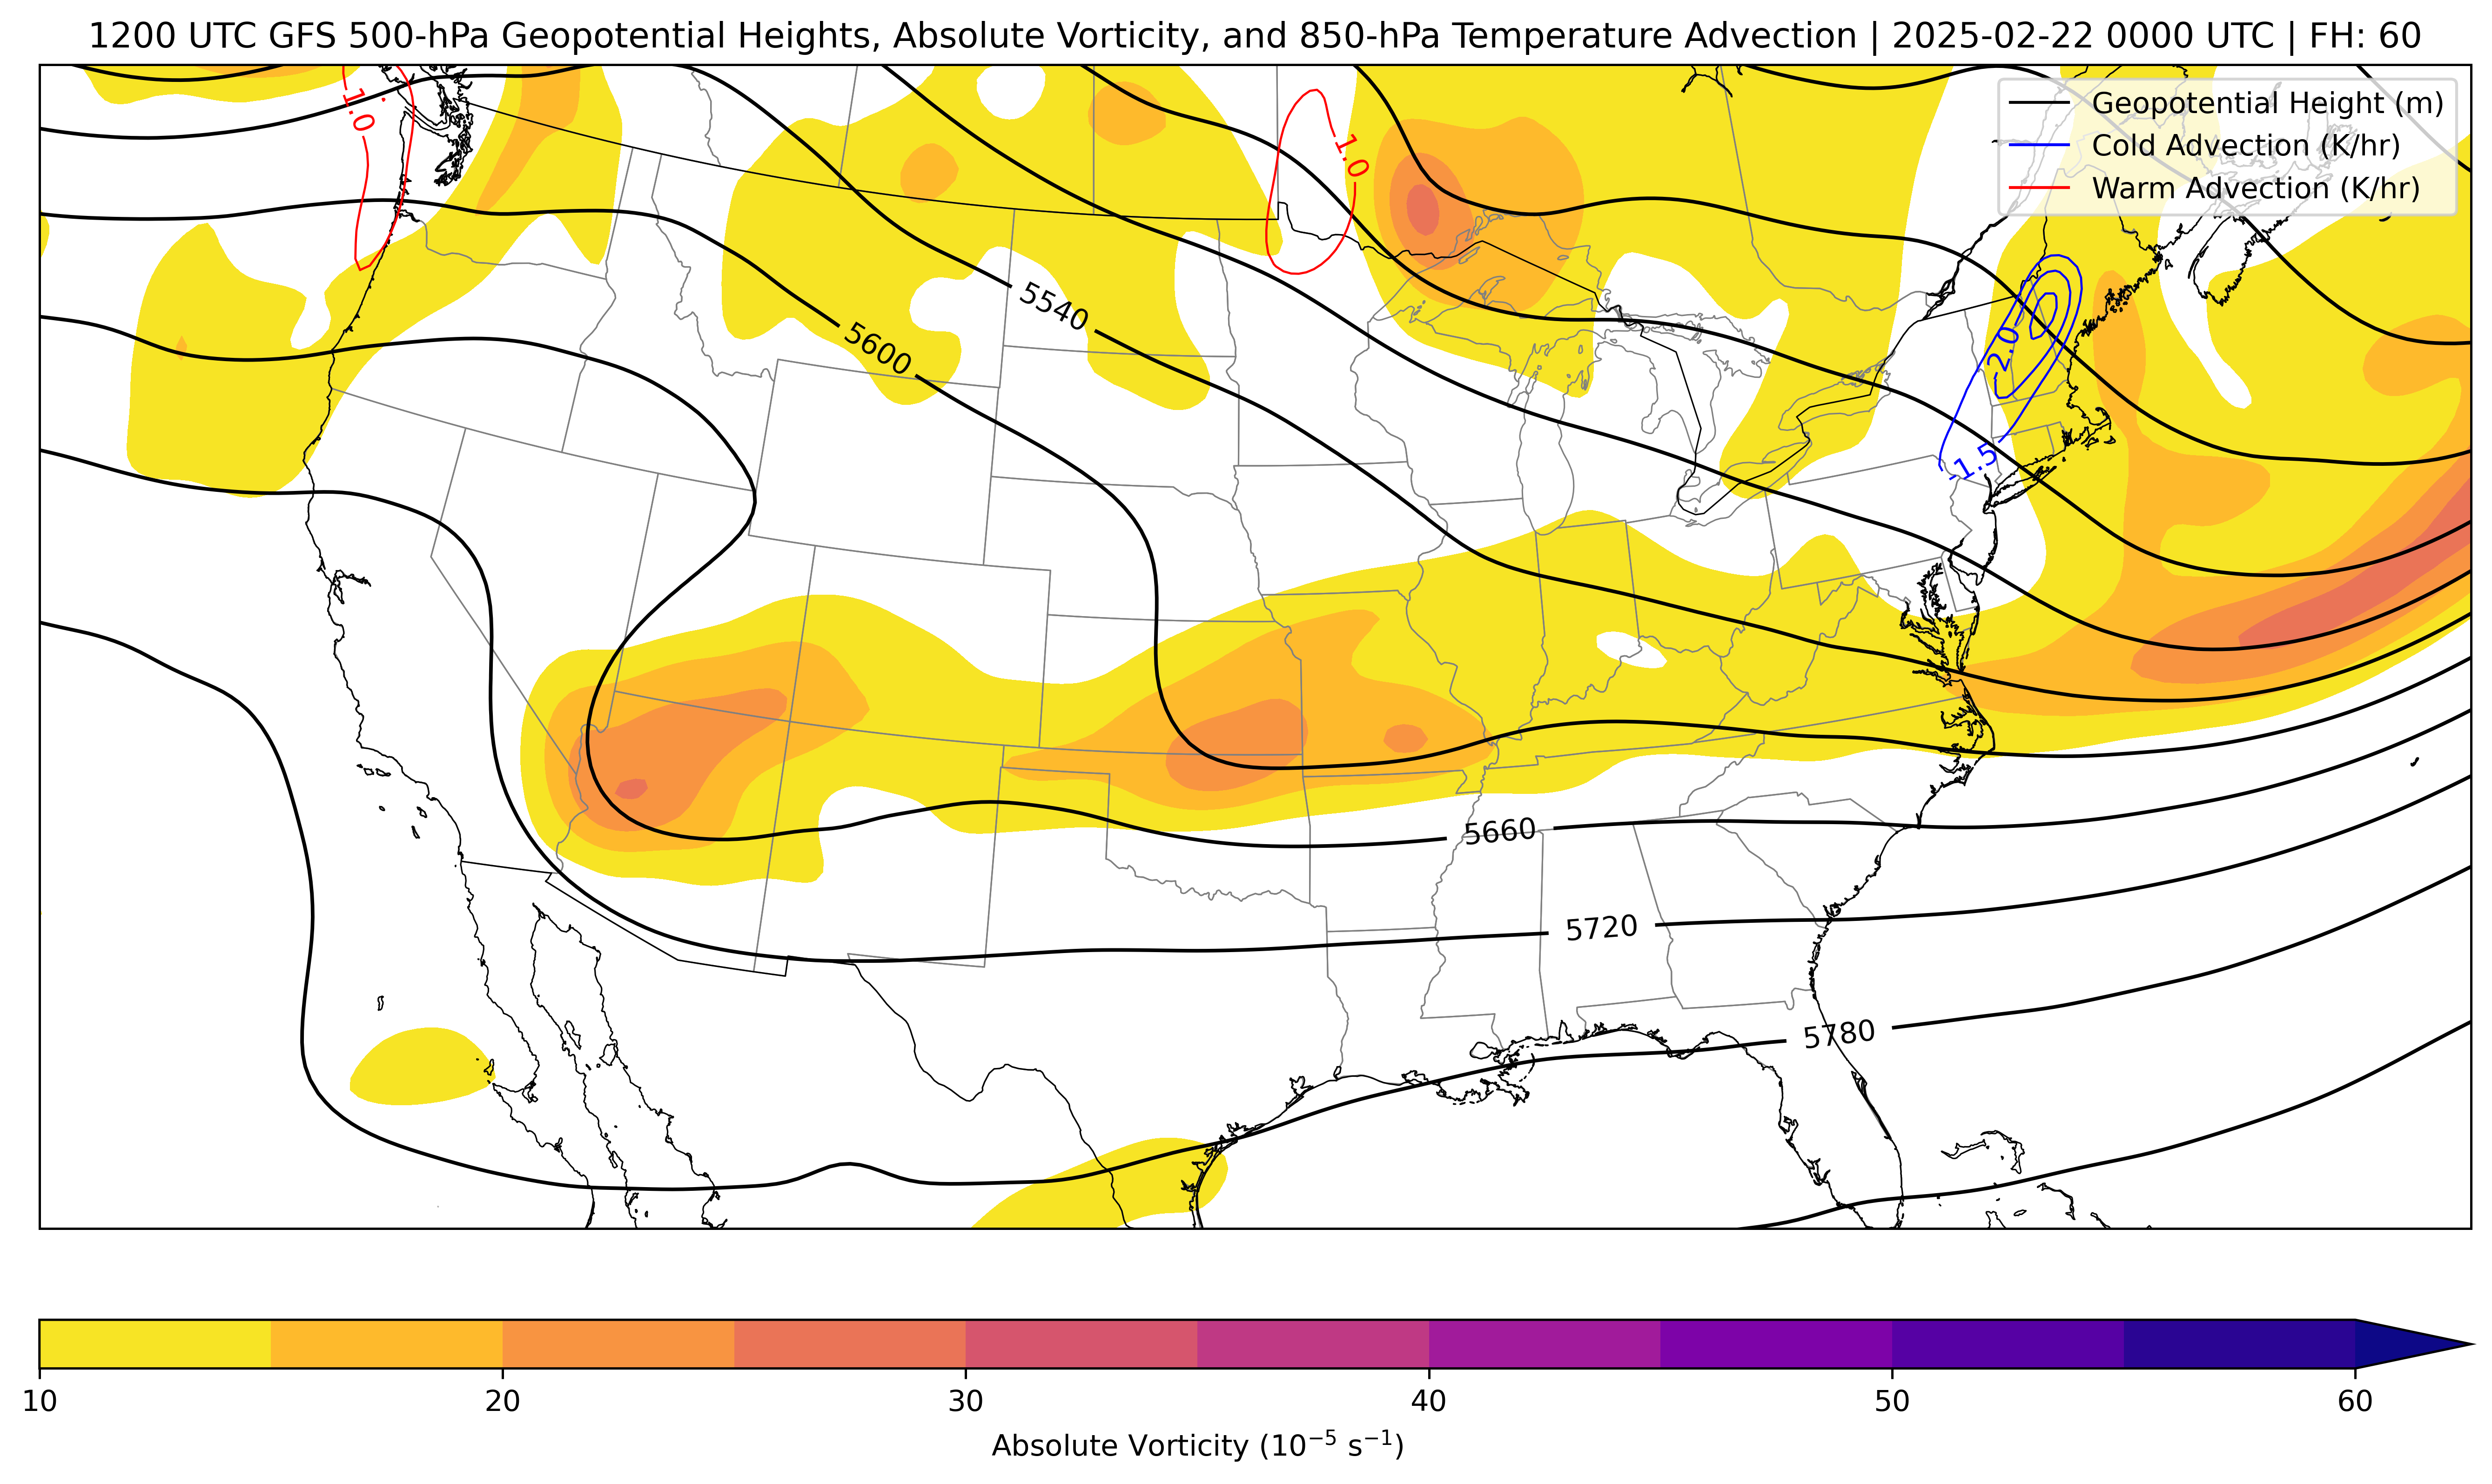 1200 UTC GFS 500-hPa Geopotential Heights, Absolute Vorticity, and 850-hPa Temperature Advection | 2025-02-22 0000 UTC | FH: 60
Geopotential Height (m)
Cold Advection (K/hr)
Warm Advection (K/hr)
1.0
1.0
5540
5600
-2.0
-1.5
5660
5720
5780
10 20 30 40 50 60
Absolute Vorticity (10⁻⁵ s⁻¹)